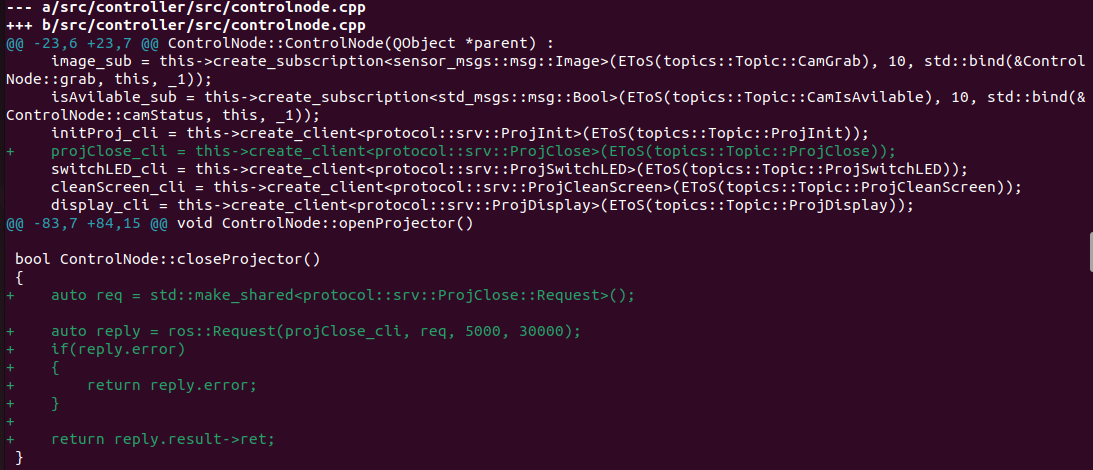 --- a/src/controller/src/controlnode.cpp
+++ b/src/controller/src/controlnode.cpp
@@ -23,6 +23,7 @@ ControlNode::ControlNode(QObject *parent) :
     image_sub = this->create_subscription<sensor_msgs::msg::Image>(EToS(topics::Topic::CamGrab), 10, std::bind(&Control
Node::grab, this, _1));
     isAvilable_sub = this->create_subscription<std_msgs::msg::Bool>(EToS(topics::Topic::CamIsAvilable), 10, std::bind(&
ControlNode::camStatus, this, _1));
     initProj_cli = this->create_client<protocol::srv::ProjInit>(EToS(topics::Topic::ProjInit));
+    projClose_cli = this->create_client<protocol::srv::ProjClose>(EToS(topics::Topic::ProjClose));
     switchLED_cli = this->create_client<protocol::srv::ProjSwitchLED>(EToS(topics::Topic::ProjSwitchLED));
     cleanScreen_cli = this->create_client<protocol::srv::ProjCleanScreen>(EToS(topics::Topic::ProjCleanScreen));
     display_cli = this->create_client<protocol::srv::ProjDisplay>(EToS(topics::Topic::ProjDisplay));
@@ -83,7 +84,15 @@ void ControlNode::openProjector()
 bool ControlNode::closeProjector()
 {
+    auto req = std::make_shared<protocol::srv::ProjClose::Request>();
+    auto reply = ros::Request(projClose_cli, req, 5000, 30000);
+    if(reply.error)
+    {
+        return reply.error;
+    }
+
+    return reply.result->ret;
 }